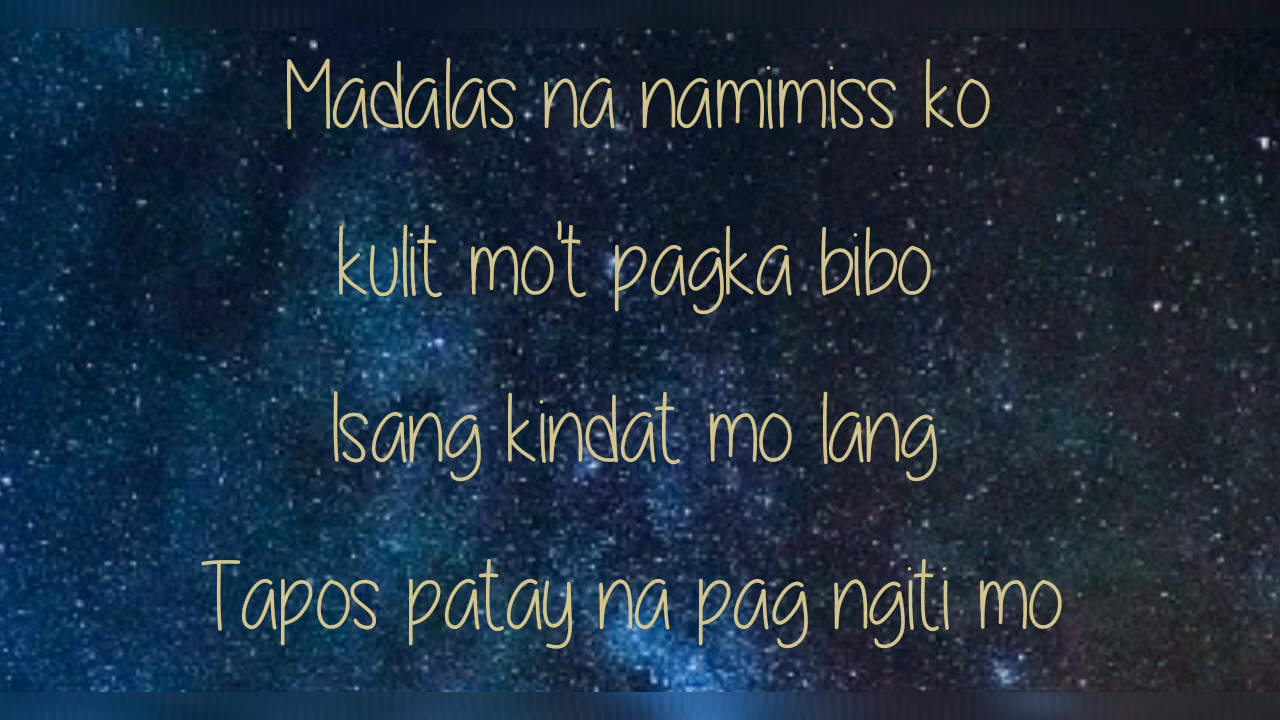 Madalas na namimiss ko
kulit mo't pagka bibo
Isang kindat mo lang
Tapos patay na pag ngiti mo